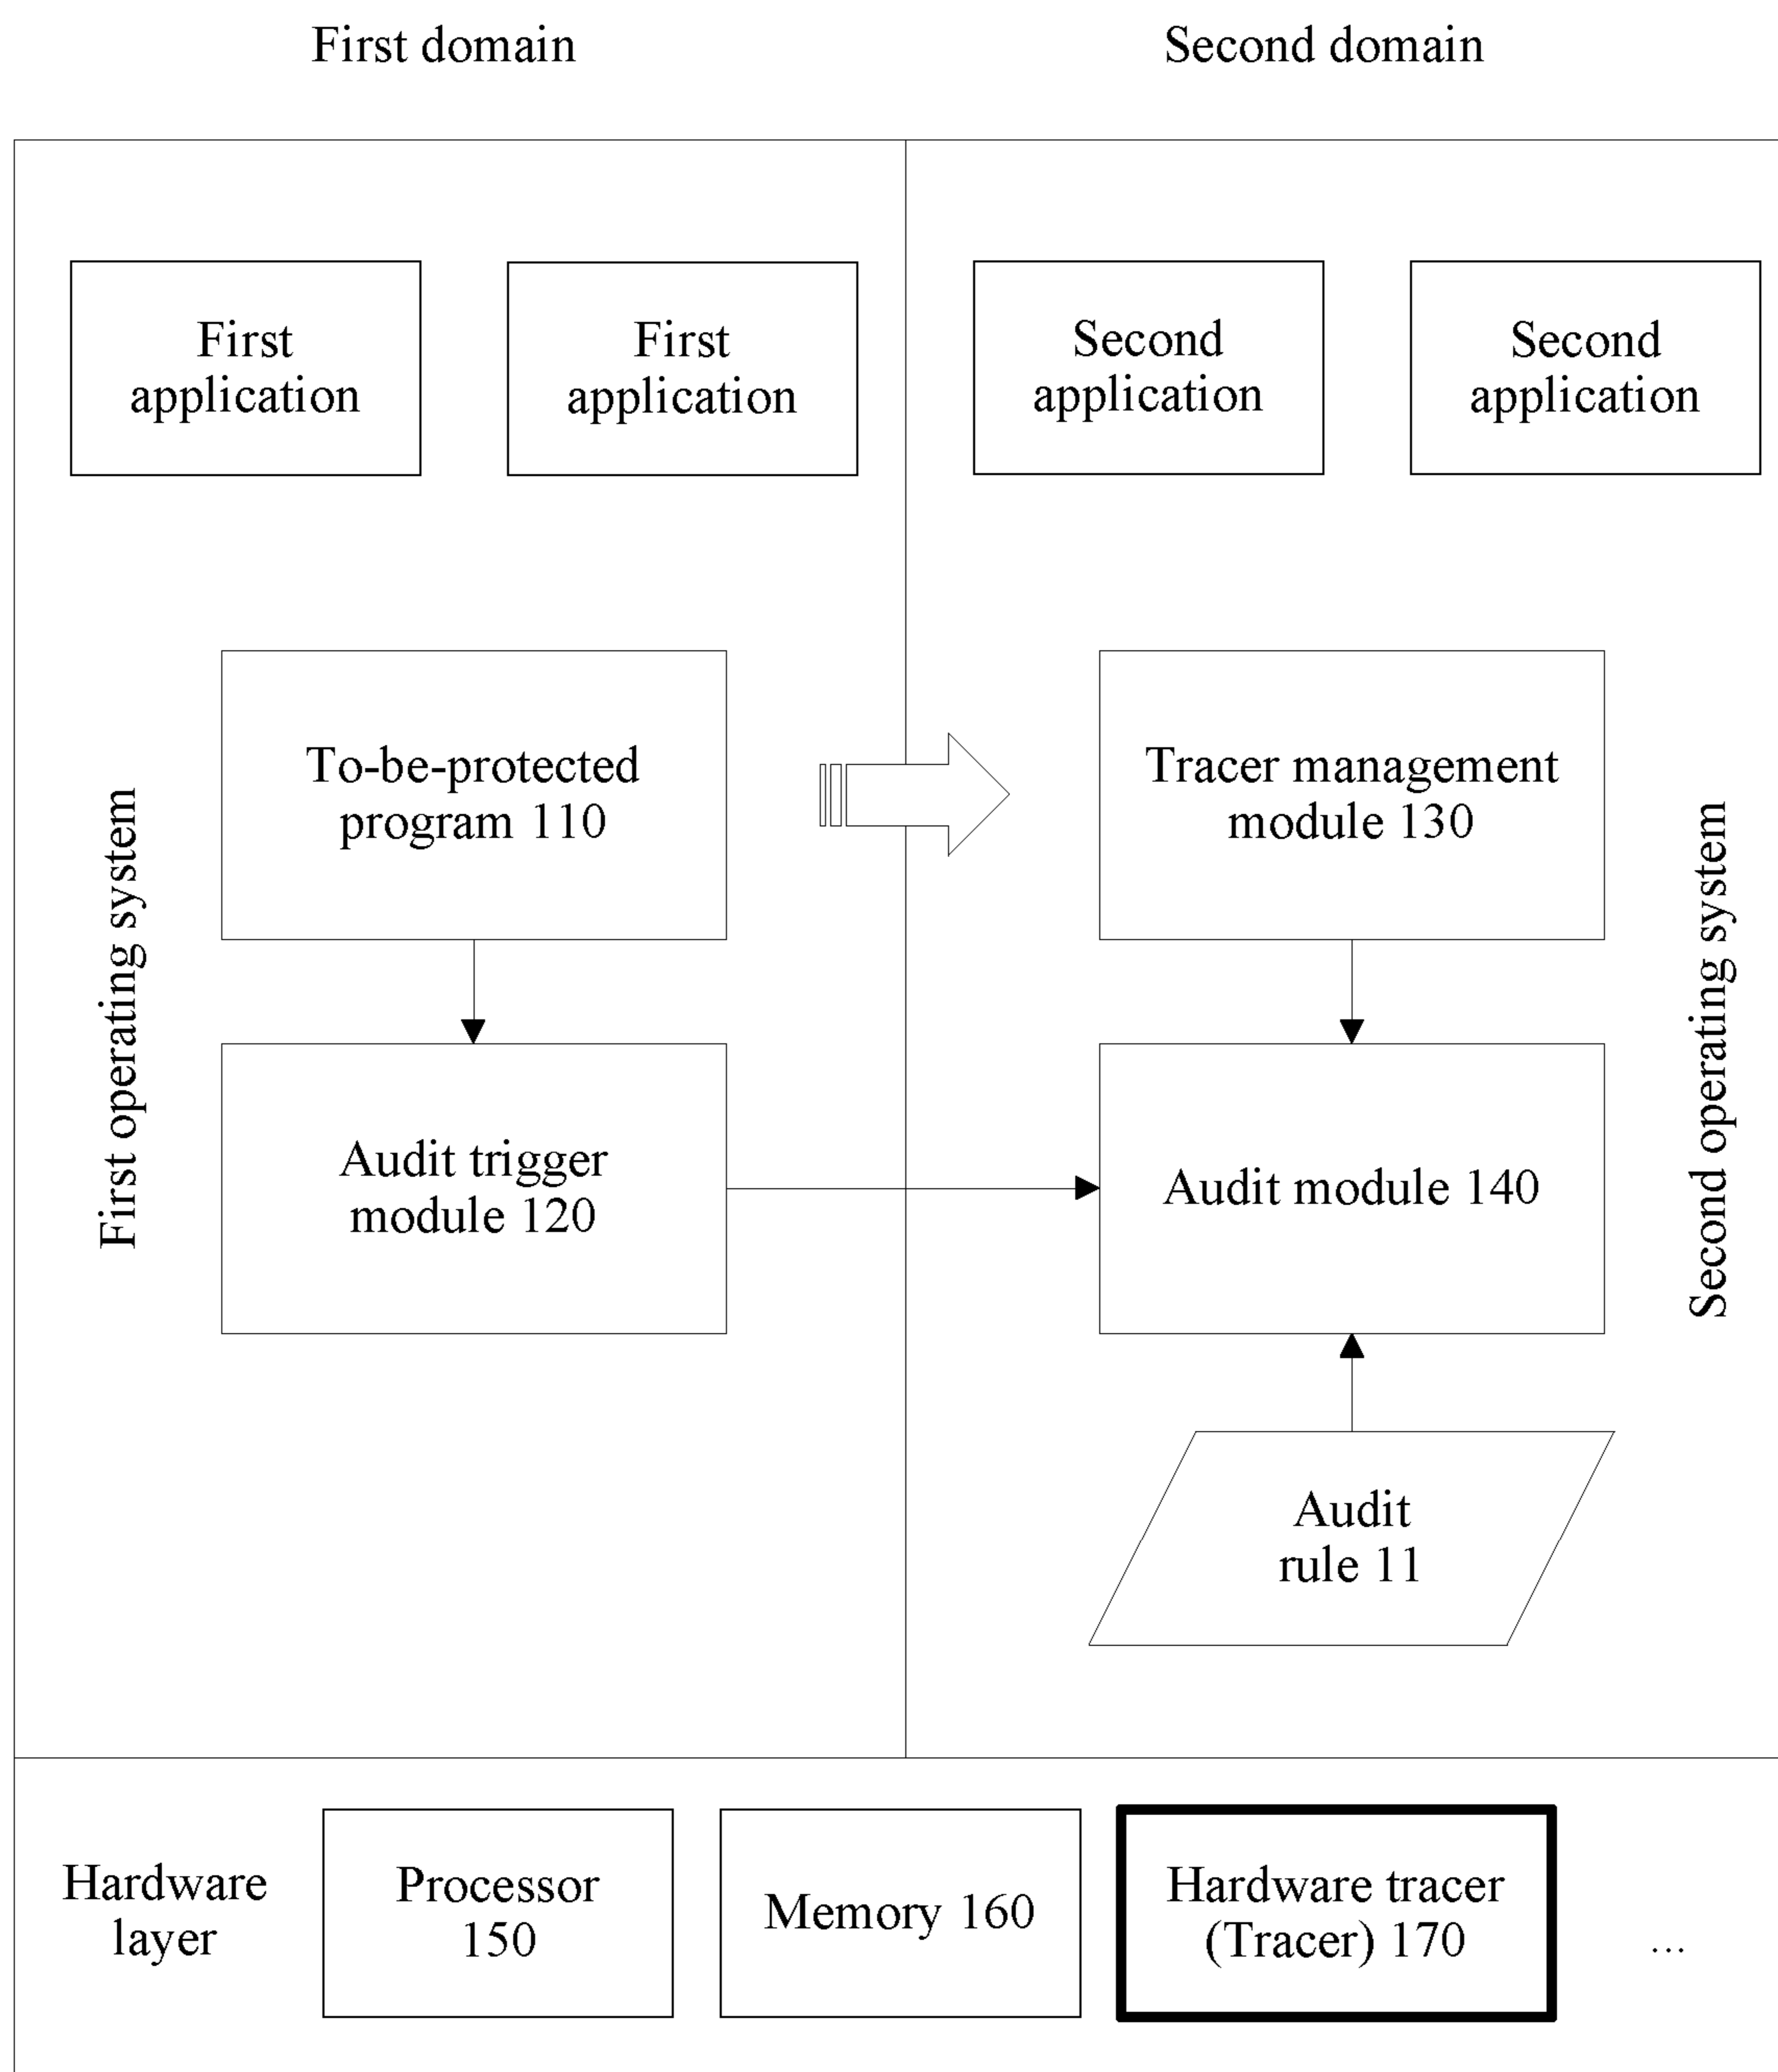 First domain
Second domain
First
application
First
application
Second
application
Second
application
First operating system
To-be-protected
program 110
Tracer management
module 130
Second operating system
Audit trigger
module 120
Audit module 140
Audit
rule 11
Hardware
layer
Processor
150
Memory 160
Hardware tracer
(Tracer) 170
...